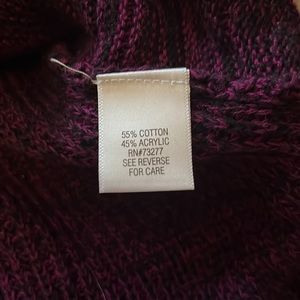 55% COTTON
45% ACRYLIC
RN#73277
SEE REVERSE
FOR CARE